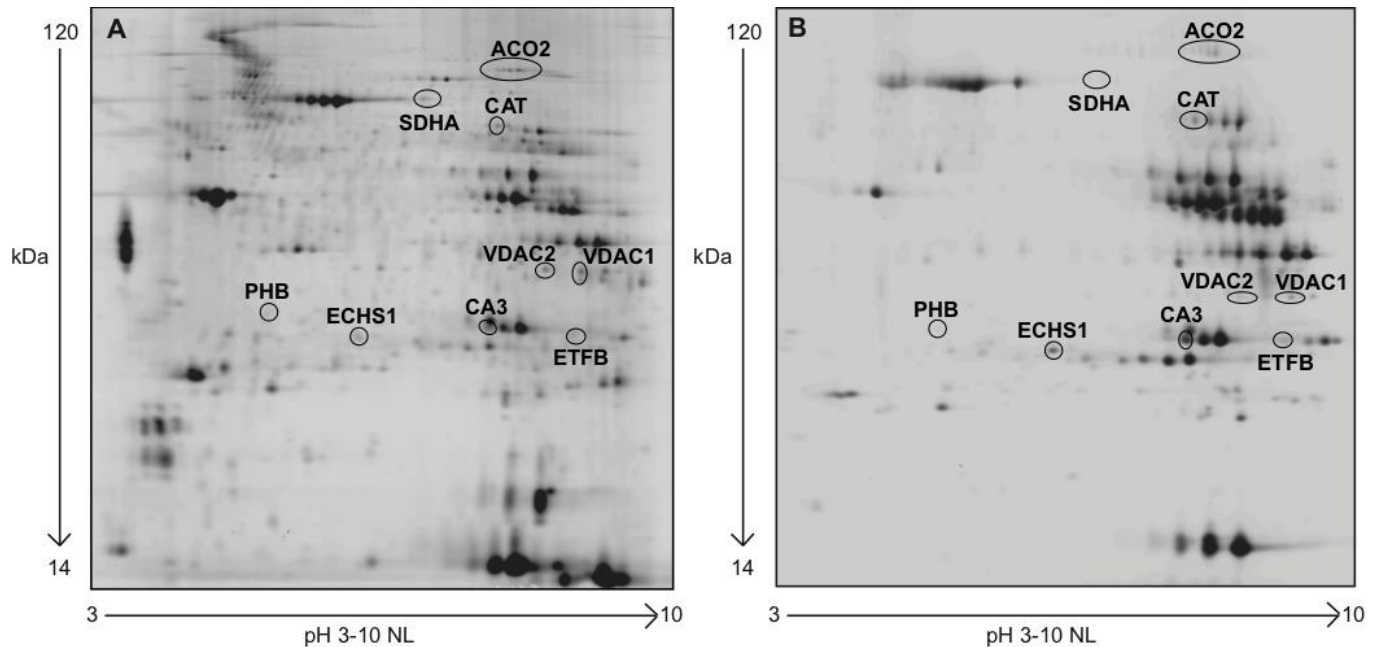 A
120
ACO2
SDHA
CAT
kDa
VDAC2
VDAC1
PHB
ECHS1
CA3
ETFB
14
3
10
pH 3-10 NL
B
120
ACO2
SDHA
CAT
kDa
VDAC2
VDAC1
PHB
ECHS1
CA3
ETFB
14
3
10
pH 3-10 NL